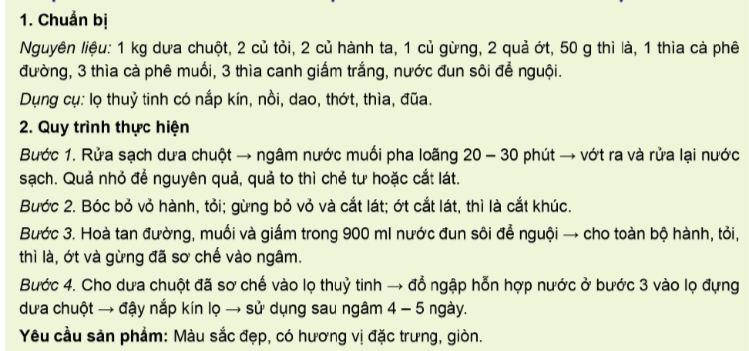 1. Chuẩn bị
Nguyên liệu: 1 kg dưa chuột, 2 củ tỏi, 2 củ hành ta, 1 củ gừng, 2 quả ớt, 50 g thì là, 1 thìa cà phê
đường, 3 thìa cà phê muối, 3 thìa canh giấm trắng, nước đun sôi để nguội.
Dụng cụ: lọ thuỷ tinh có nắp kín, nồi, dao, thớt, thìa, đũa.
2. Quy trình thực hiện
Bước 1. Rửa sạch dưa chuột → ngâm nước muối pha loãng 20 – 30 phút → vớt ra và rửa lại nước
sạch. Quả nhỏ để nguyên quả, quả to thì chẻ tư hoặc cắt lát.
Bước 2. Bóc bỏ vỏ hành, tỏi; gừng bỏ vỏ và cắt lát; ớt cắt lát, thì là cắt khúc.
Bước 3. Hoà tan đường, muối và giấm trong 900 ml nước đun sôi để nguội → cho toàn bộ hành, tỏi,
thì là, ớt và gừng đã sơ chế vào ngâm.
Bước 4. Cho dưa chuột đã sơ chế vào lọ thuỷ tinh → đổ ngập hỗn hợp nước ở bước 3 vào lọ đựng
dưa chuột → đậy nắp kín lọ → sử dụng sau ngâm 4 – 5 ngày.
Yêu cầu sản phẩm: Màu sắc đẹp, có hương vị đặc trưng, giòn.